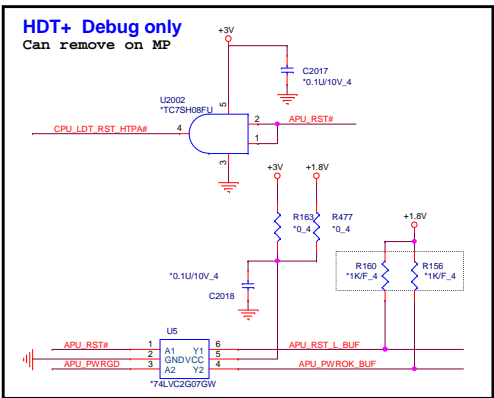 HDT+ Debug only
Can remove on MP
+3V
C2017
*0.1U/10V_4
U2002
*TC7SH08FU
5
CPU_LDT_RST_HTPA#
4
2
APU_RST#
1
3
+3V
+1.8V
R163
*0_4
R477
*0_4
+1.8V
*0.1U/10V_4
C2018
R160
*1K/F_4
R156
*1K/F_4
U5
APU_RST#
1
A1
Y1
6
APU_RST_L_BUF
2
GND
VCC
5
APU_PWRGD
3
A2
Y2
4
APU_PWROK_BUF
*74LVC2G07GW